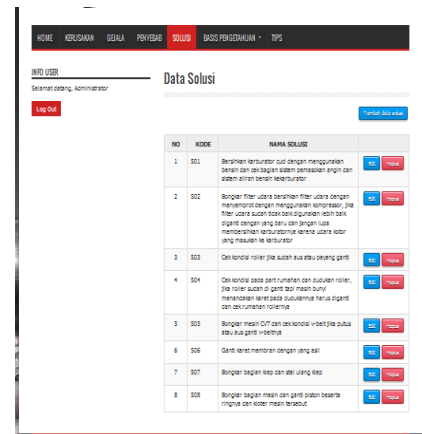 HOME KERUSAKAN GEJALA PENYEBAB SOLUSI BASIS PENGETAHUAN TIPS
INFO USER
Selamat datang, Administrator
Log Out
Data Solusi
Tambah data solusi
NO KODE NAMA SOLUSI
1 S01 Bersihkan karburator cuci dengan menggunakan
bensin dan cek bagian sistem pemasokan angin dan
sistem aliran bensin kekarburator
Edit Hapus
2 S02 Bongkar filter udara bersihkan filter udara dengan
menyemprot dengan menggunakan kompressor, jika
filter udara sudah tidak baik digunakan lebih baik
diganti dengan yang baru dan jangan lupa
membersihkan karburatornya karena udara kotor
yang masukan ke karburator
Edit Hapus
3 S03 Cek kondisi roller jika sudah aus atau payang ganti
Edit Hapus
4 S04 Cek kondisi pada part rumahan dan dudukan roller,
jika roller sudah di ganti tapi masih bunyi
menandakan karet pada dudukannya harus diganti
dan cek rumahan rollernya
Edit Hapus
5 S05 Bongkar mesin CVT dan cek kondisi v-belt jika putus
atau aus ganti v-beltnya
Edit Hapus
6 S06 Ganti karet membran dengan yang asli
Edit Hapus
7 S07 Bongkar bagian klep dan stel ulang klep
Edit Hapus
8 S08 Bongkar bagian mesin dan ganti piston beserta
ringnya dan kloter mesin tersebut
Edit Hapus